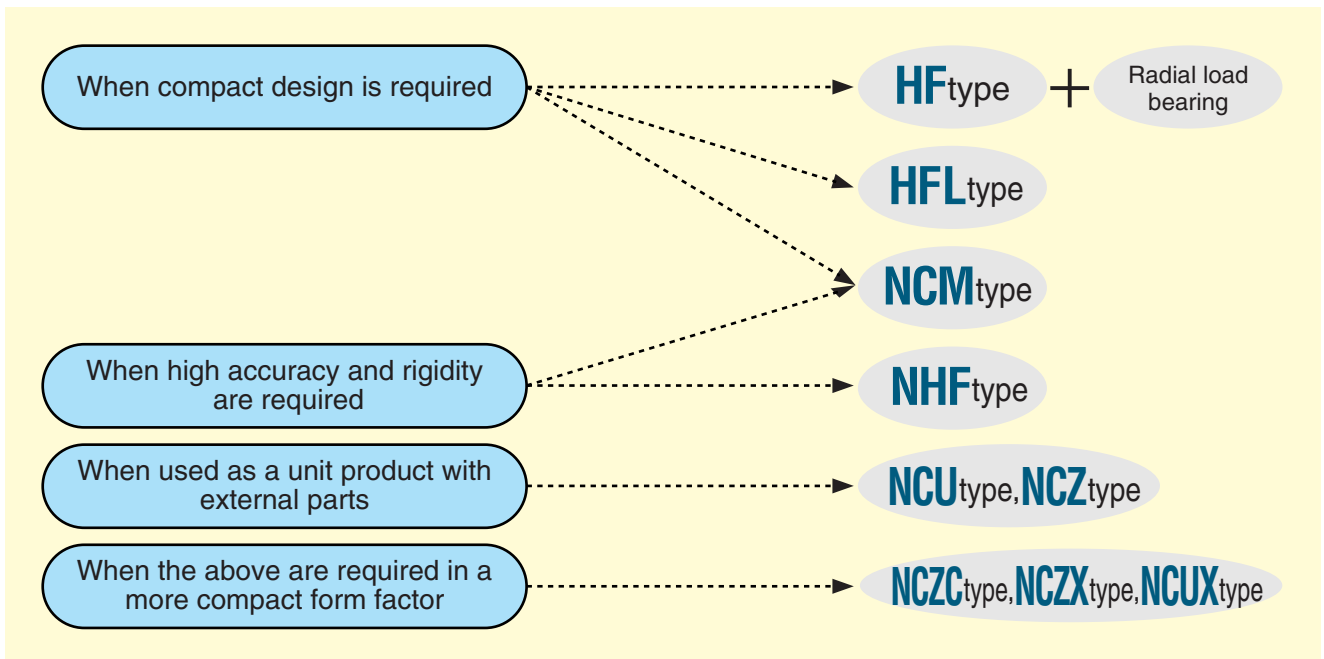 When compact design is required
HFtype
+
Radial load
bearing
HFLtype
NCMtype
When high accuracy and rigidity
are required
NHFtype
When used as a unit product with
external parts
NCUtype,NCZtype
When the above are required in a
more compact form factor
NCZCtype,NCZXtype,NCUXtype